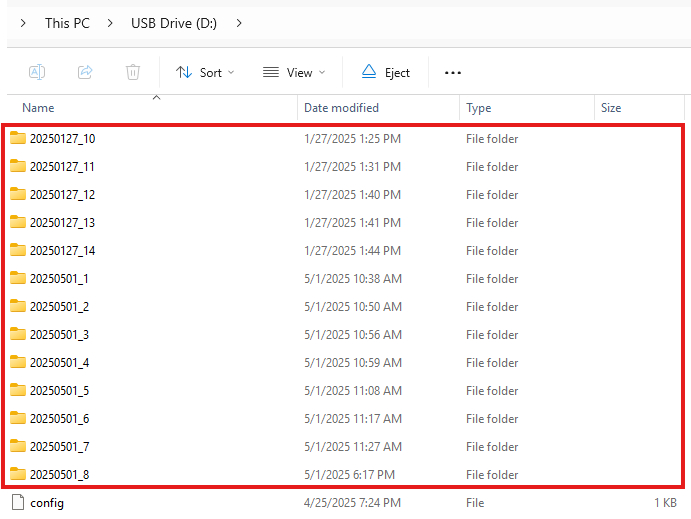 This PC > USB Drive (D:) >
Sort View Eject ...
Name Date modified Type Size
20250127_10 1/27/2025 1:25 PM File folder
20250127_11 1/27/2025 1:31 PM File folder
20250127_12 1/27/2025 1:40 PM File folder
20250127_13 1/27/2025 1:41 PM File folder
20250127_14 1/27/2025 1:44 PM File folder
20250501_1 5/1/2025 10:38 AM File folder
20250501_2 5/1/2025 10:50 AM File folder
20250501_3 5/1/2025 10:56 AM File folder
20250501_4 5/1/2025 10:59 AM File folder
20250501_5 5/1/2025 11:08 AM File folder
20250501_6 5/1/2025 11:17 AM File folder
20250501_7 5/1/2025 11:27 AM File folder
20250501_8 5/1/2025 6:17 PM File folder
config 4/25/2025 7:24 PM File 1 KB